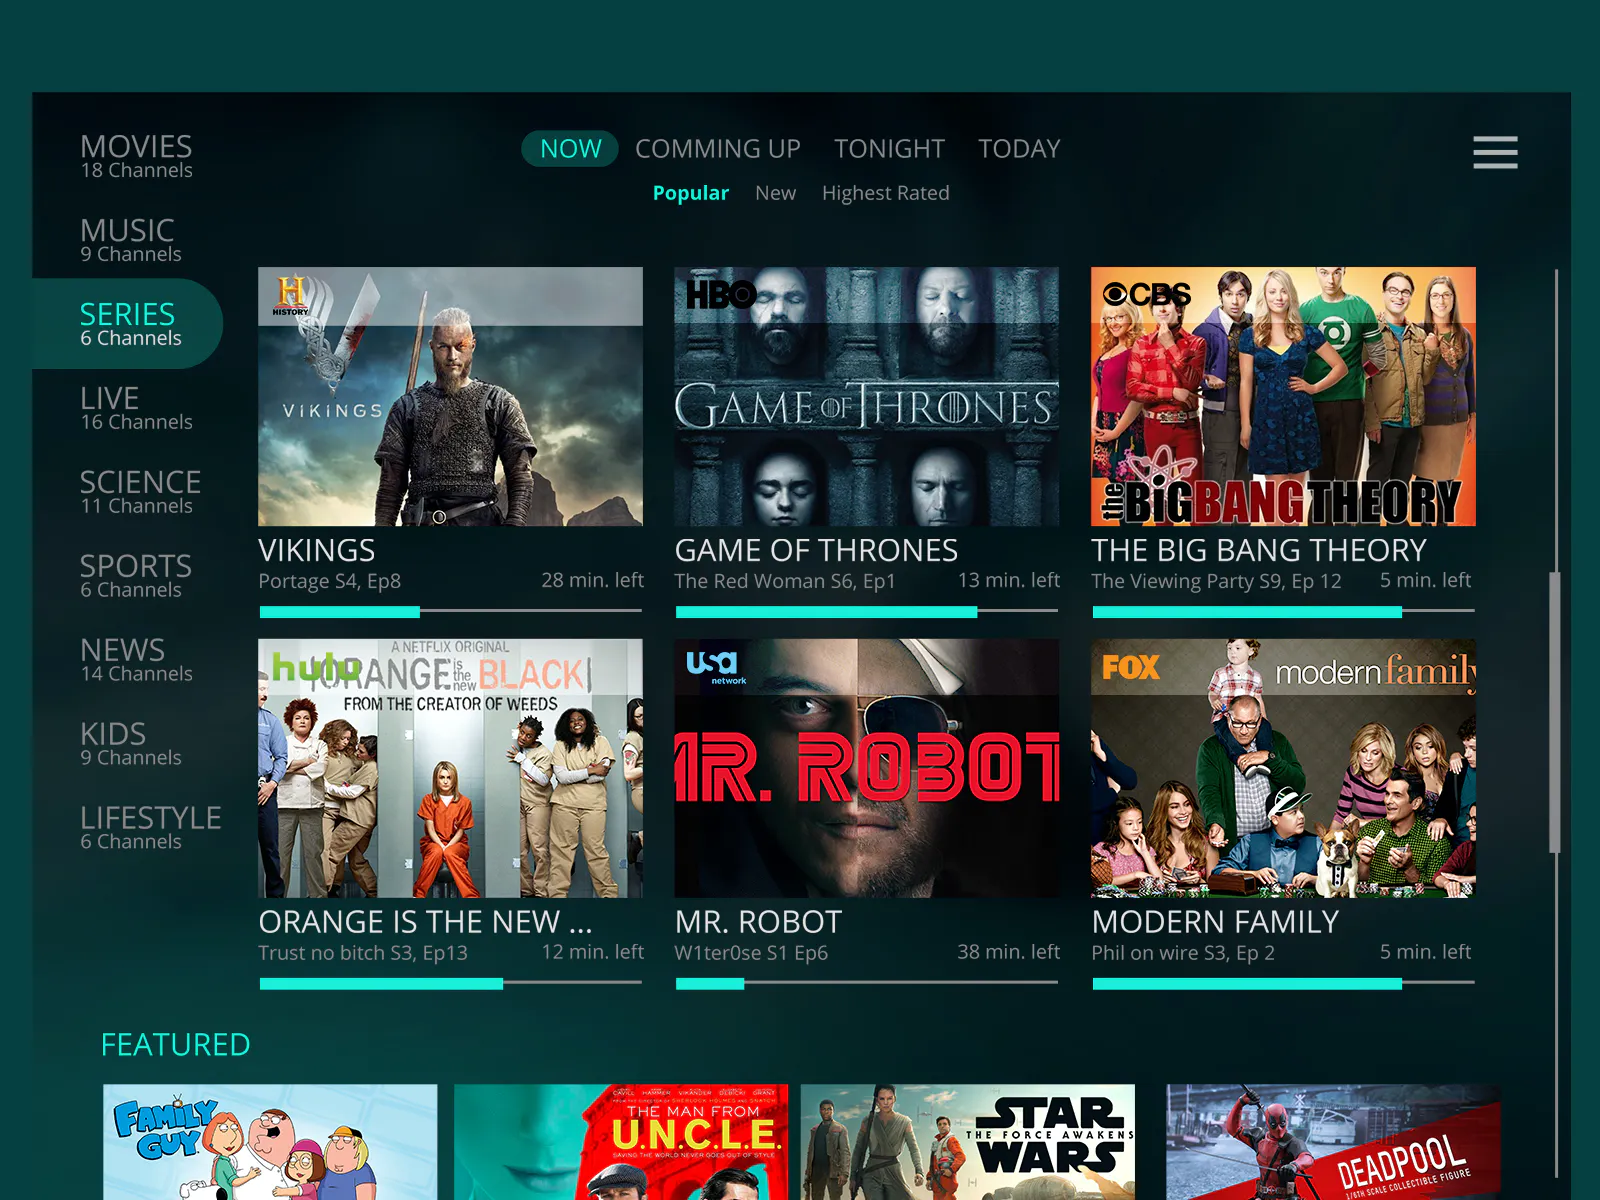 MOVIES
18 Channels
MUSIC
9 Channels
SERIES
6 Channels
LIVE
16 Channels
SCIENCE
11 Channels
SPORTS
6 Channels
NEWS
14 Channels
KIDS
9 Channels
LIFESTYLE
6 Channels
NOW COMMING UP TONIGHT TODAY
Popular New Highest Rated
H
HISTORY
VIKINGS
VIKINGS
Portage S4, Ep8 28 min. left
HBO
GAME OF THRONES
GAME OF THRONES
The Red Woman S6, Ep1 13 min. left
CBS
the BiG BANG THEORY
THE BIG BANG THEORY
The Viewing Party S9, Ep 12 5 min. left
hulu
A NETFLIX ORIGINAL
ORANGE is the new BLACK
FROM THE CREATOR OF WEEDS
ORANGE IS THE NEW ...
Trust no bitch S3, Ep13 12 min. left
usa
network
MR. ROBOT
MR. ROBOT
W1ter0se S1 Ep6 38 min. left
FOX
modern family
MODERN FAMILY
Phil on wire S3, Ep 2 5 min. left
FEATURED
FAMILY
GUY
CAVILL HAMMER VIKANDER DEBICKI GRANT
THE MAN FROM
U.N.C.L.E.
SAVING THE WORLD NEVER GOES OUT OF STYLE
STAR
THE FORCE AWAKENS
WARS
DEADPOOL
1/6TH SCALE COLLECTIBLE FIGURE